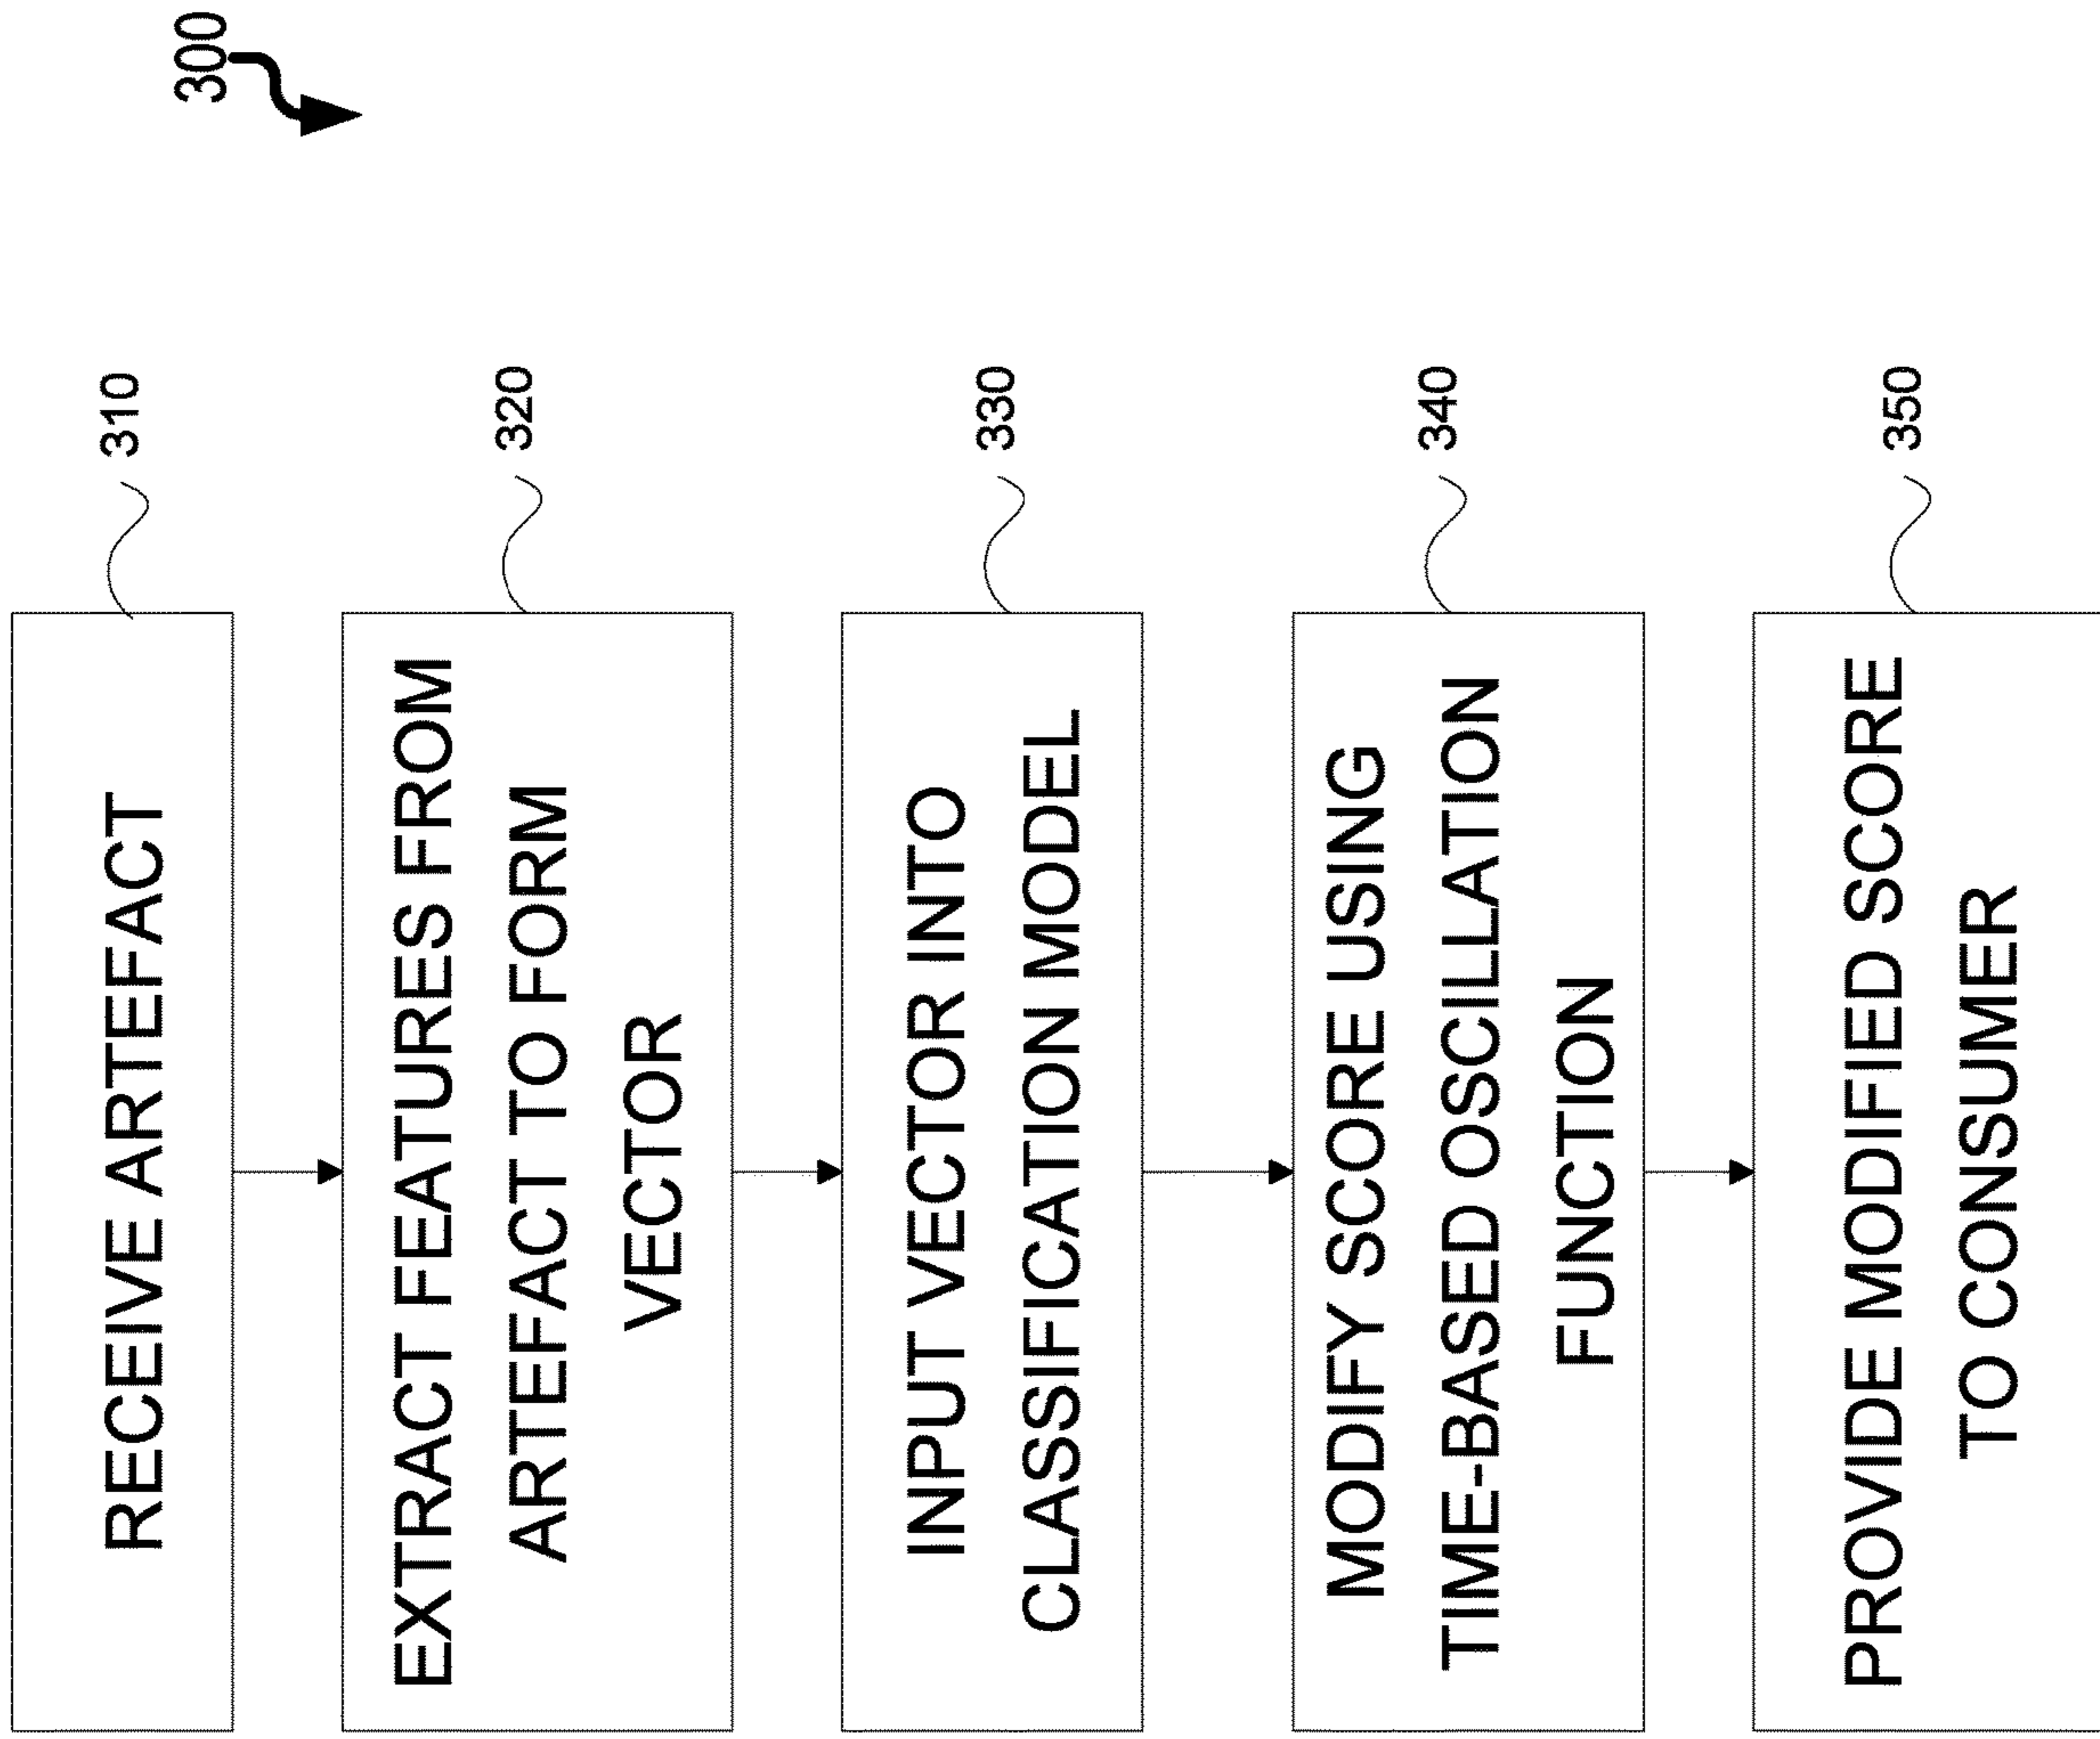 300
RECEIVE ARTEFACT
310
EXTRACT FEATURES FROM
ARTEFACT TO FORM
VECTOR
320
INPUT VECTOR INTO
CLASSIFICATION MODEL
330
MODIFY SCORE USING
TIME-BASED OSCILLATION
FUNCTION
340
PROVIDE MODIFIED SCORE
TO CONSUMER
350